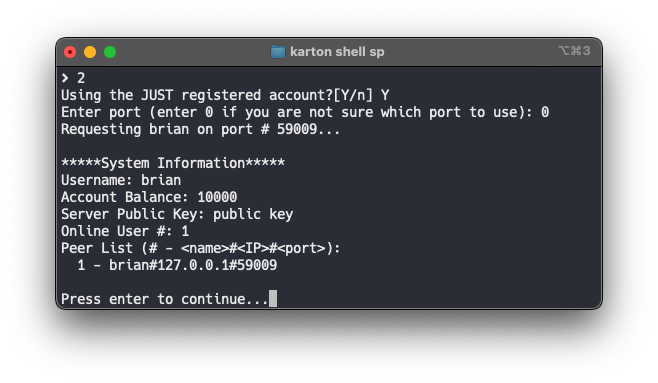 karton shell sp
⌥⌘3
❯ 2
Using the JUST registered account?[Y/n] Y
Enter port (enter 0 if you are not sure which port to use): 0
Requesting brian on port # 59009...
*****System Information*****
Username: brian
Account Balance: 10000
Server Public Key: public key
Online User #: 1
Peer List (# - <name>#<IP>#<port>):
  1 - brian#127.0.0.1#59009
Press enter to continue...